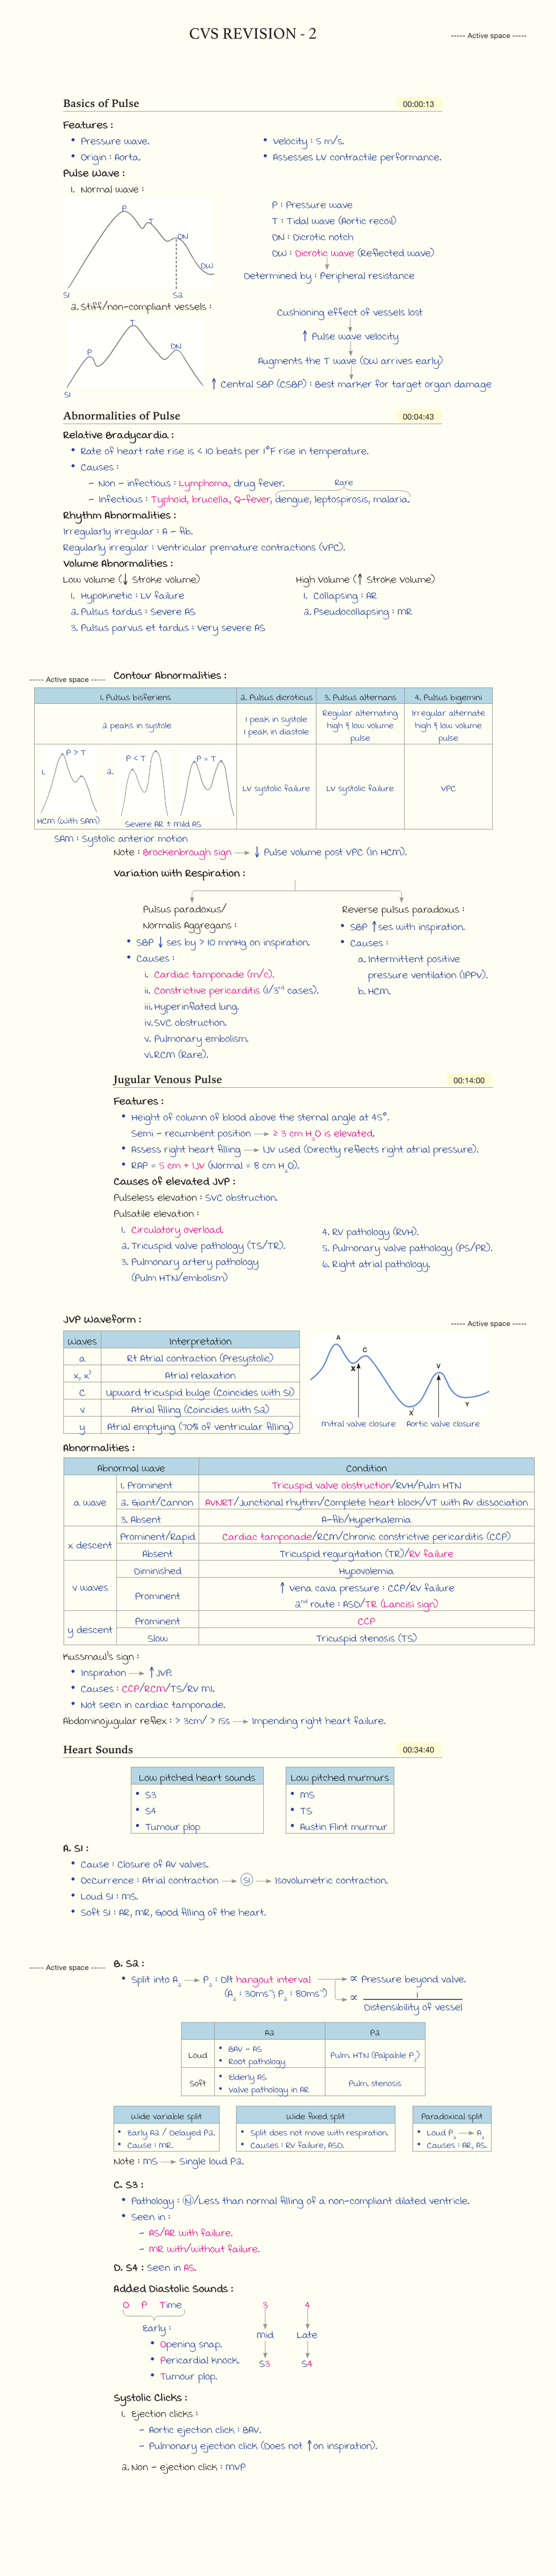 CVS REVISION - 2
----- Active space -----
Basics of Pulse
00:00:13
Features :
• Pressure wave.
• Velocity : 5 m/s.
• Origin : Aorta.
• Assesses LV contractile performance.
Pulse Wave :
1. Normal wave :
P
T
DN
DW
S1
S2
P : Pressure wave
T : Tidal wave (Aortic recoil)
DN : Dicrotic notch
DW : Dicrotic wave (Reflected wave)
Determined by : Peripheral resistance
2. Stiff/non-compliant vessels :
P
T
DN
S1
Cushioning effect of vessels lost
↑ Pulse wave velocity
Augments the T wave (DW arrives early)
↑ Central SBP (CSBP) : Best marker for target organ damage
Abnormalities of Pulse
00:04:43
Relative Bradycardia :
• Rate of heart rate rise is < 10 beats per 1°F rise in temperature.
• Causes :
- Non - infectious : Lymphoma, drug fever.
Rare
- Infectious : Typhoid, brucella, Q-fever, dengue, leptospirosis, malaria.
Rhythm Abnormalities :
Irregularly irregular : A - fib.
Regularly irregular : Ventricular premature contractions (VPC).
Volume Abnormalities :
Low volume (↓ Stroke volume)
1. Hypokinetic : LV failure
2. Pulsus tardus : Severe AS
3. Pulsus parvus et tardus : Very severe AS
High Volume (↑ Stroke Volume)
1. Collapsing : AR
2. Pseudocollapsing : MR
----- Active space -----
Contour Abnormalities :
1. Pulsus bisferiens
2. Pulsus dicroticus
3. Pulsus alternans
4. Pulsus bigemini
2 peaks in systole
1 peak in systole
1 peak in diastole
Regular alternating
high & low volume
pulse
Irregular alternate
high & low volume
pulse
1.
P > T
HCM (with SAM)
2.
P < T
P = T
Severe AR ± mild AS
LV systolic failure
LV systolic failure
VPC
SAM : Systolic anterior motion
Note : Brockenbrough sign → ↓ Pulse volume post VPC (in HCM).
Variation with Respiration :
Pulsus paradoxus/
Normalis Aggregans :
• SBP ↓ses by > 10 mmHg on inspiration.
• Causes :
i. Cardiac tamponade (m/c).
ii. Constrictive pericarditis (1/3rd cases).
iii. Hyperinflated lung.
iv. SVC obstruction.
v. Pulmonary embolism.
vi. RCM (Rare).
Reverse pulsus paradoxus :
• SBP ↑ses with inspiration.
• Causes :
a. Intermittent positive
pressure ventilation (IPPV).
b. HCM.
Jugular Venous Pulse
00:14:00
Features :
• Height of column of blood above the sternal angle at 45°.
Semi - recumbent position → ≥ 3 cm H2O is elevated.
• Assess right heart filling → IJV used (Directly reflects right atrial pressure).
• RAP = 5 cm + IJV (Normal = 8 cm H2O).
Causes of elevated JVP :
Pulseless elevation : SVC obstruction.
Pulsatile elevation :
1. Circulatory overload.
2. Tricuspid valve pathology (TS/TR).
3. Pulmonary artery pathology
(Pulm HTN/embolism)
4. RV pathology (RVH).
5. Pulmonary valve pathology (PS/PR).
6. Right atrial pathology.
JVP Waveform :
----- Active space -----
Waves Interpretation
a Rt Atrial contraction (Presystolic)
x, x' Atrial relaxation
C Upward tricuspid bulge (Coincides with S1)
v Atrial filling (Coincides with S2)
y Atrial emptying (70% of ventricular filling)
A
C
X
V
X'
Y
Mitral valve closure
Aortic valve closure
Abnormalities :
Abnormal wave Condition
a wave
1. Prominent Tricuspid valve obstruction/RVH/Pulm HTN
2. Giant/Cannon AVNRT/Junctional rhythm/Complete heart block/VT with AV dissociation
3. Absent A-fib/Hyperkalemia
x descent
Prominent/Rapid Cardiac tamponade/RCM/Chronic constrictive pericarditis (CCP)
Absent Tricuspid regurgitation (TR)/RV failure
v waves
Diminished Hypovolemia
Prominent
↑ Vena cava pressure : CCP/RV failure
2nd route : ASD/TR (Lancisi sign)
y descent
Prominent CCP
Slow Tricuspid stenosis (TS)
Kussmaul's sign :
• Inspiration → ↑JVP.
• Causes : CCP/RCM/TS/RV MI.
• Not seen in cardiac tamponade.
Abdominojugular reflex : > 3cm/ > 15s → Impending right heart failure.
Heart Sounds
00:34:40
Low pitched heart sounds
• S3
• S4
• Tumour plop
Low pitched murmurs
• MS
• TS
• Austin Flint murmur
A. S1 :
• Cause : Closure of AV valves.
• Occurrence : Atrial contraction → S1 → Isovolumetric contraction.
• Loud S1 : MS.
• Soft S1 : AR, MR, Good filling of the heart.
----- Active space -----
B. S2 :
• Split into A2 → P2 : D/t hangout interval → ∝ Pressure beyond valve.
(A2 : 30ms-1; P2 : 80ms-1)
∝ 1
Distensibility of vessel
A2 P2
Loud
• BAV - AS
• Root pathology
Pulm. HTN (Palpable P2)
Soft
• Elderly AS
• Valve pathology in AR
Pulm. stenosis
Wide variable split
• Early A2 / Delayed P2.
• Cause : MR.
Wide fixed split
• Split does not move with respiration.
• Causes : RV failure, ASD.
Paradoxical split
• Loud P2 → A2
• Causes : AR, AS.
Note : MS → Single loud P2.
C. S3 :
• Pathology : N/Less than normal filling of a non-compliant dilated ventricle.
• Seen in :
- AS/AR with failure.
- MR with/without failure.
D. S4 : Seen in AS.
Added Diastolic Sounds :
O P Time
Early :
• Opening snap.
• Pericardial knock.
• Tumour plop.
3
Mid
S3
4
Late
S4
Systolic Clicks :
1. Ejection clicks :
- Aortic ejection click : BAV.
- Pulmonary ejection click (Does not ↑ on inspiration).
2. Non - ejection click : MVP